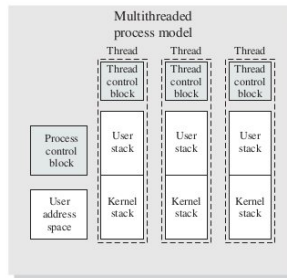 Multithreaded
process model
Thread
Thread
Thread
Thread
control
block
Thread
control
block
Thread
control
block
Process
control
block
User
stack
User
stack
User
stack
User
address
space
Kernel
stack
Kernel
stack
Kernel
stack